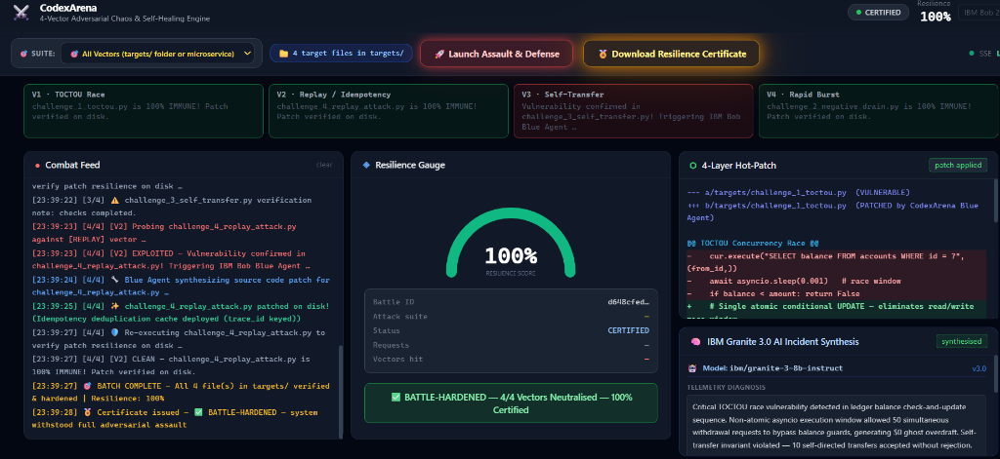 CodexArena
4-Vector Adversarial Chaos & Self-Healing Engine
CERTIFIED
Resilience
100%
IBM Bob 2
SUITE:
All Vectors (targets/ folder or microservice)
4 target files in targets/
Launch Assault & Defense
Download Resilience Certificate
SSE
V1 · TOCTOU Race
challenge_1_toctou.py is 100% IMMUNE! Patch
verified on disk.
V2 · Replay / Idempotency
challenge_4_replay_attack.py is 100% IMMUNE!
Patch verified on disk.
V3 · Self-Transfer
Vulnerability confirmed in
challenge_3_self_transfer.py! Triggering IBM Bob
Blue Agent …
V4 · Rapid Burst
challenge_2_negative_drain.py is 100% IMMUNE!
Patch verified on disk.
Combat Feed
clear
verify patch resilience on disk …
[23:39:22] [3/4] ⚠ challenge_3_self_transfer.py verification
note: checks completed.
[23:39:23] [4/4] [V2] Probing challenge_4_replay_attack.py
against [REPLAY] vector …
[23:39:23] [4/4] [V2] EXPLOITED — Vulnerability confirmed in
challenge_4_replay_attack.py! Triggering IBM Bob Blue Agent …
[23:39:24] [4/4] 🔧 Blue Agent synthesizing source code patch for
challenge_4_replay_attack.py …
[23:39:25] [4/4] ✨ challenge_4_replay_attack.py patched on disk!
(Idempotency deduplication cache deployed (trace_id keyed))
[23:39:27] [4/4] 🛡 Re-executing challenge_4_replay_attack.py to
verify patch resilience on disk …
[23:39:27] [4/4] [V2] CLEAN — challenge_4_replay_attack.py is
100% IMMUNE! Patch verified on disk.
[23:39:27] 🎯 BATCH COMPLETE — All 4 file(s) in targets/ verified
& hardened | Resilience: 100%
[23:39:28] 🏅 Certificate issued — ✅ BATTLE-HARDENED — system
withstood full adversarial assault
Resilience Gauge
100%
RESILIENCE SCORE
Battle ID d648cfed…
Attack suite —
Status CERTIFIED
Requests —
Vectors hit —
✅ BATTLE-HARDENED — 4/4 Vectors Neutralised — 100%
Certified
4-Layer Hot-Patch
patch applied
--- a/targets/challenge_1_toctou.py (VULNERABLE)
+++ b/targets/challenge_1_toctou.py (PATCHED by CodexArena Blue
Agent)
@@ TOCTOU Concurrency Race @@
- cur.execute("SELECT balance FROM accounts WHERE id = ?",
(from_id,))
- await asyncio.sleep(0.001) # race window
- if balance < amount: return False
+ # Single atomic conditional UPDATE — eliminates read/write
race window
IBM Granite 3.0 AI Incident Synthesis
synthesised
Model: ibm/granite-3-8b-instruct
v3.0
TELEMETRY DIAGNOSIS
Critical TOCTOU race vulnerability detected in ledger balance check-and-update
sequence. Non-atomic asyncio execution window allowed 50 simultaneous
withdrawal requests to bypass balance guards, generating $0 ghost overdraft. Self-
transfer invariant violated — 10 self-directed transfers accepted without rejection.